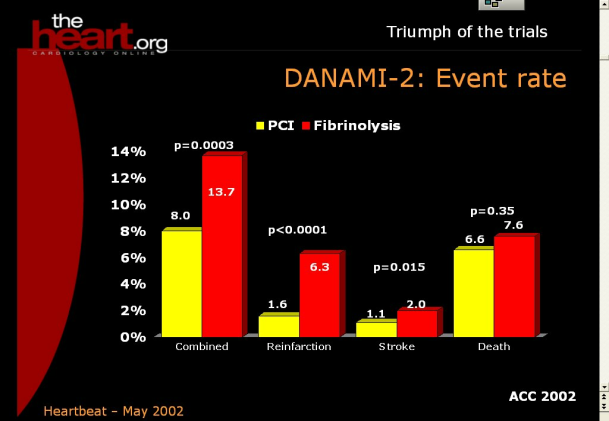 the
heart.org
CARDIOLOGY ONLINE
Triumph of the trials
DANAMI-2: Event rate
PCI Fibrinolysis
14%
12%
10%
8%
6%
4%
2%
0%
p=0.0003
8.0
13.7
p<0.0001
1.6
6.3
p=0.015
1.1
2.0
p=0.35
6.6
7.6
Combined Reinfarction Stroke Death
ACC 2002
Heartbeat – May 2002